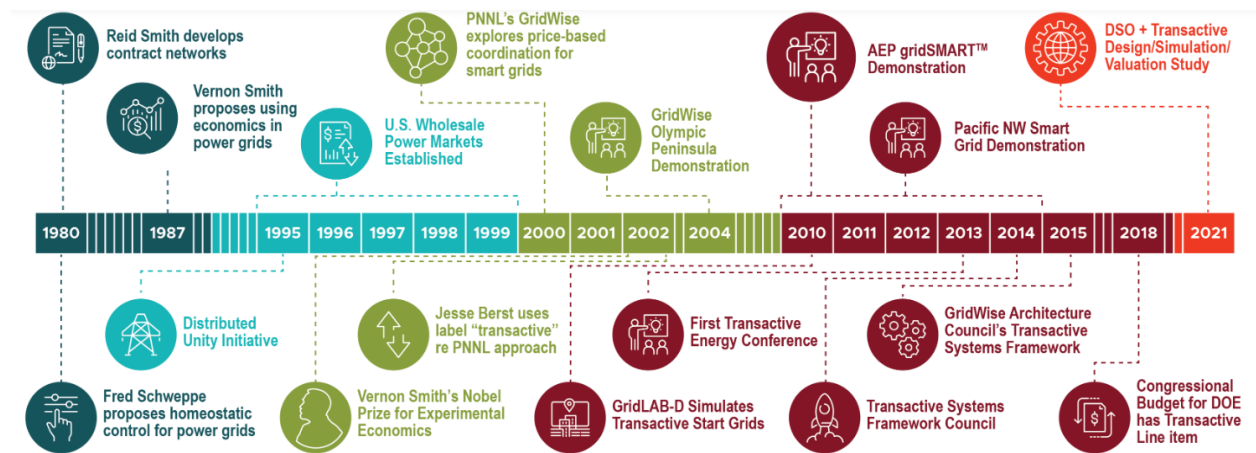 Reid Smith develops
contract networks
Vernon Smith
proposes using
economics in
power grids
U.S. Wholesale
Power Markets
Established
PNNL's GridWise
explores price-based
coordination for
smart grids
GridWise
Olympic
Peninsula
Demonstration
AEP gridSMART™
Demonstration
Pacific NW Smart
Grid Demonstration
DSO + Transactive
Design/Simulation/
Valuation Study
1980 1987 1995 1996 1997 1998 1999 2000 2001 2002 2004 2010 2011 2012 2013 2014 2015 2018 2021
Distributed
Unity Initiative
Jesse Berst uses
label “transactive”
re PNNL approach
First Transactive
Energy Conference
GridWise Architecture
Council's Transactive
Systems Framework
Fred Schweppe
proposes homeostatic
control for power grids
Vernon Smith's Nobel
Prize for Experimental
Economics
GridLAB-D Simulates
Transactive Start Grids
Transactive Systems
Framework Council
Congressional
Budget for DOE
has Transactive
Line item